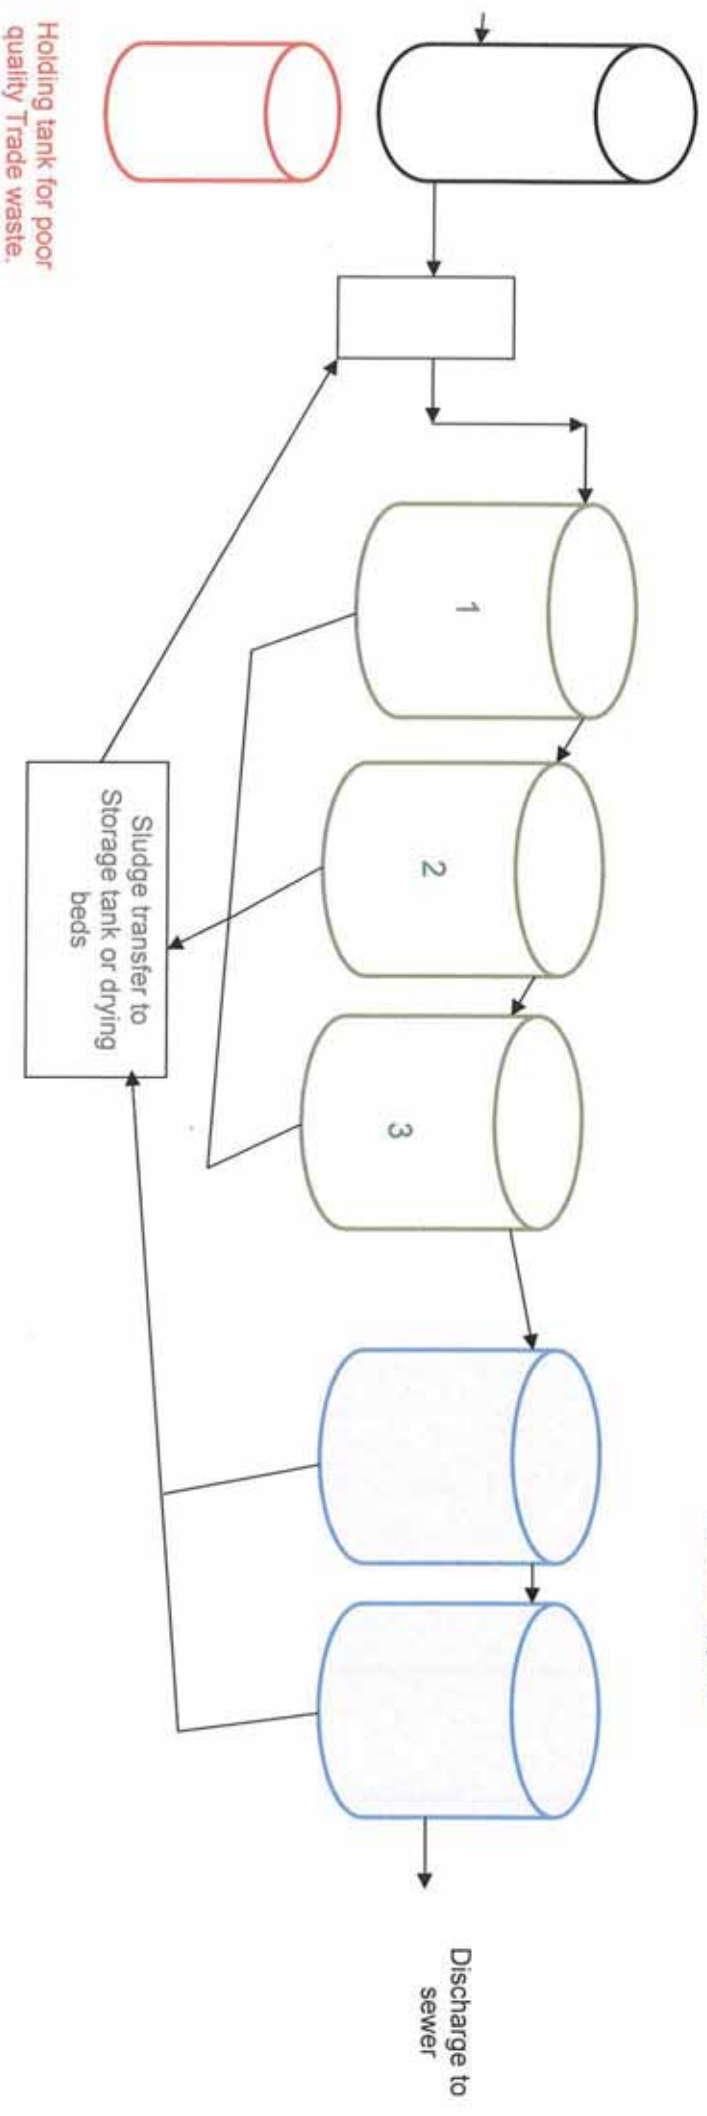 Holding tank for poor
quality Trade waste.
1
2
3
Sludge transfer to
Storage tank or drying
beds
Discharge to
sewer